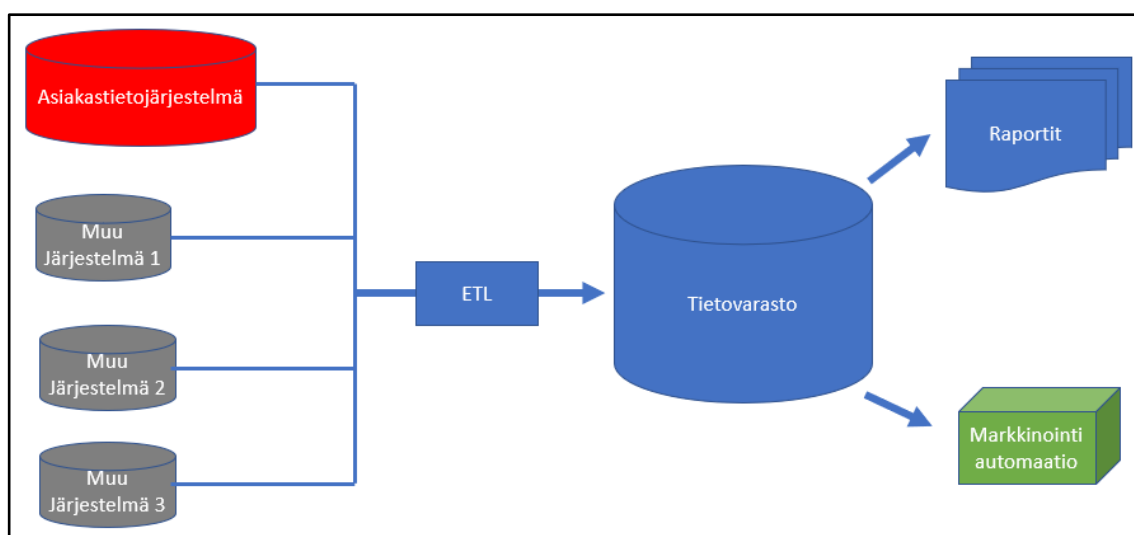 Asiakastietojärjestelmä
Muu
Järjestelmä 1
Muu
Järjestelmä 2
Muu
Järjestelmä 3
ETL
Tietovarasto
Raportit
Markkinointi
automaatio